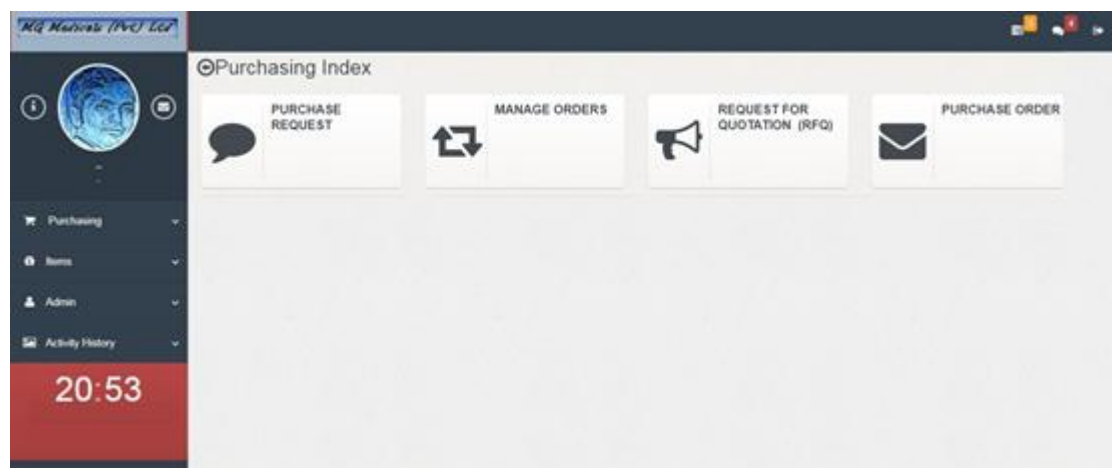 MG Medicals (Pvt) Ltd
Purchasing Index
PURCHASE
REQUEST
MANAGE ORDERS
REQUEST FOR
QUOTATION (RFQ)
PURCHASE ORDER
Purchasing
Items
Admin
Activity History
20:53